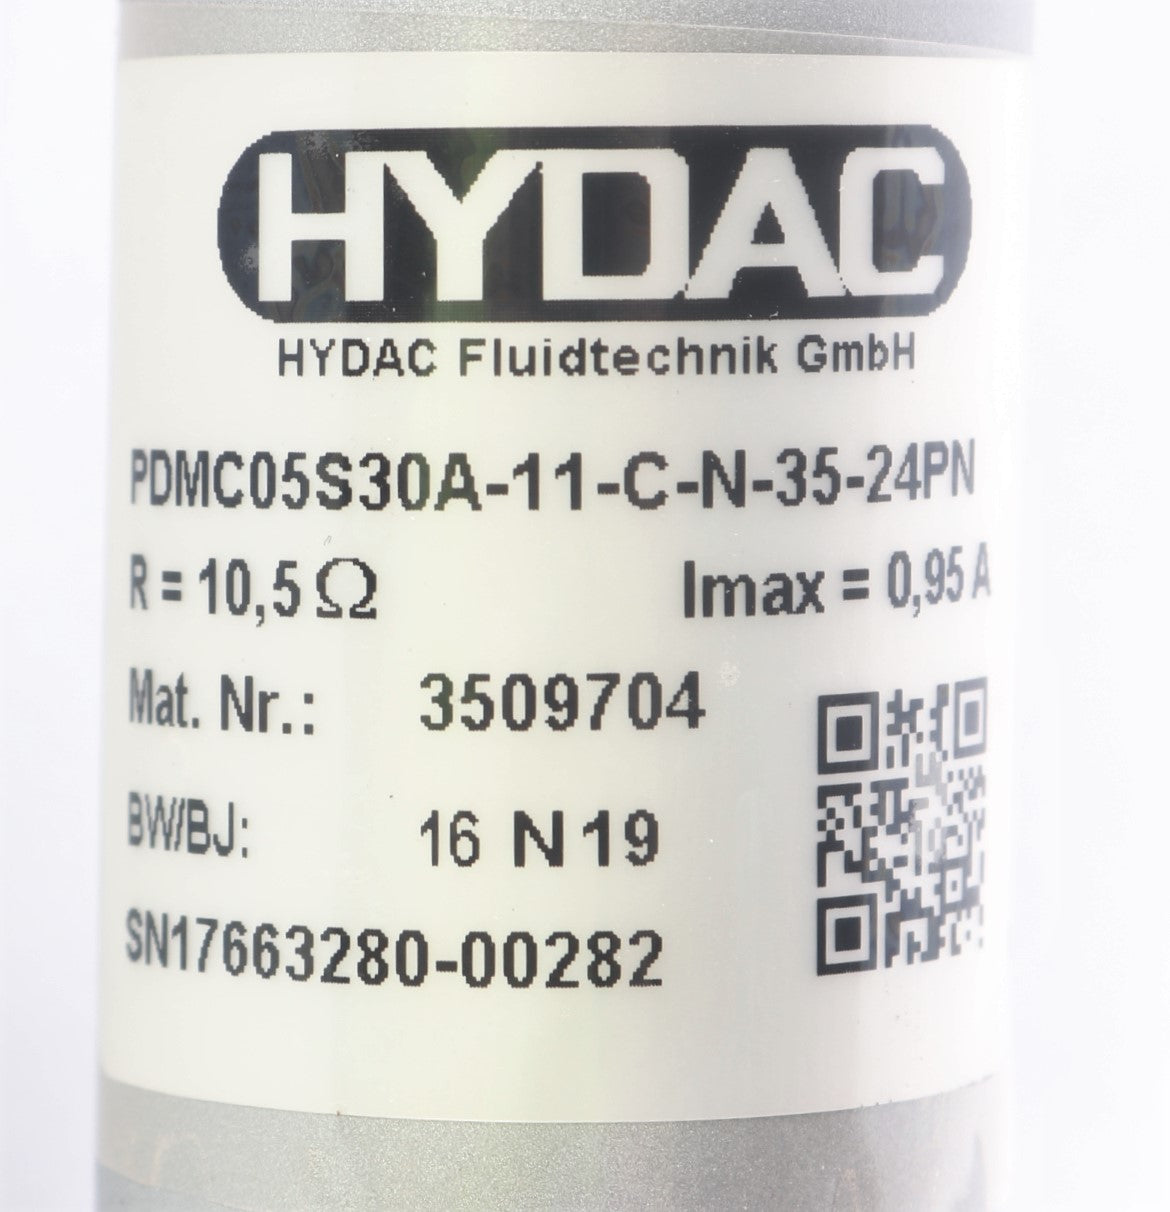 HYDAC
HYDAC Fluidtechnik GmbH
PDMC05S30A-11-C-N-35-24PN
R = 10,5 Ω Imax = 0,95 A
Mat. Nr.: 3509704
BW/BJ: 16 N 19
SN17663280-00282